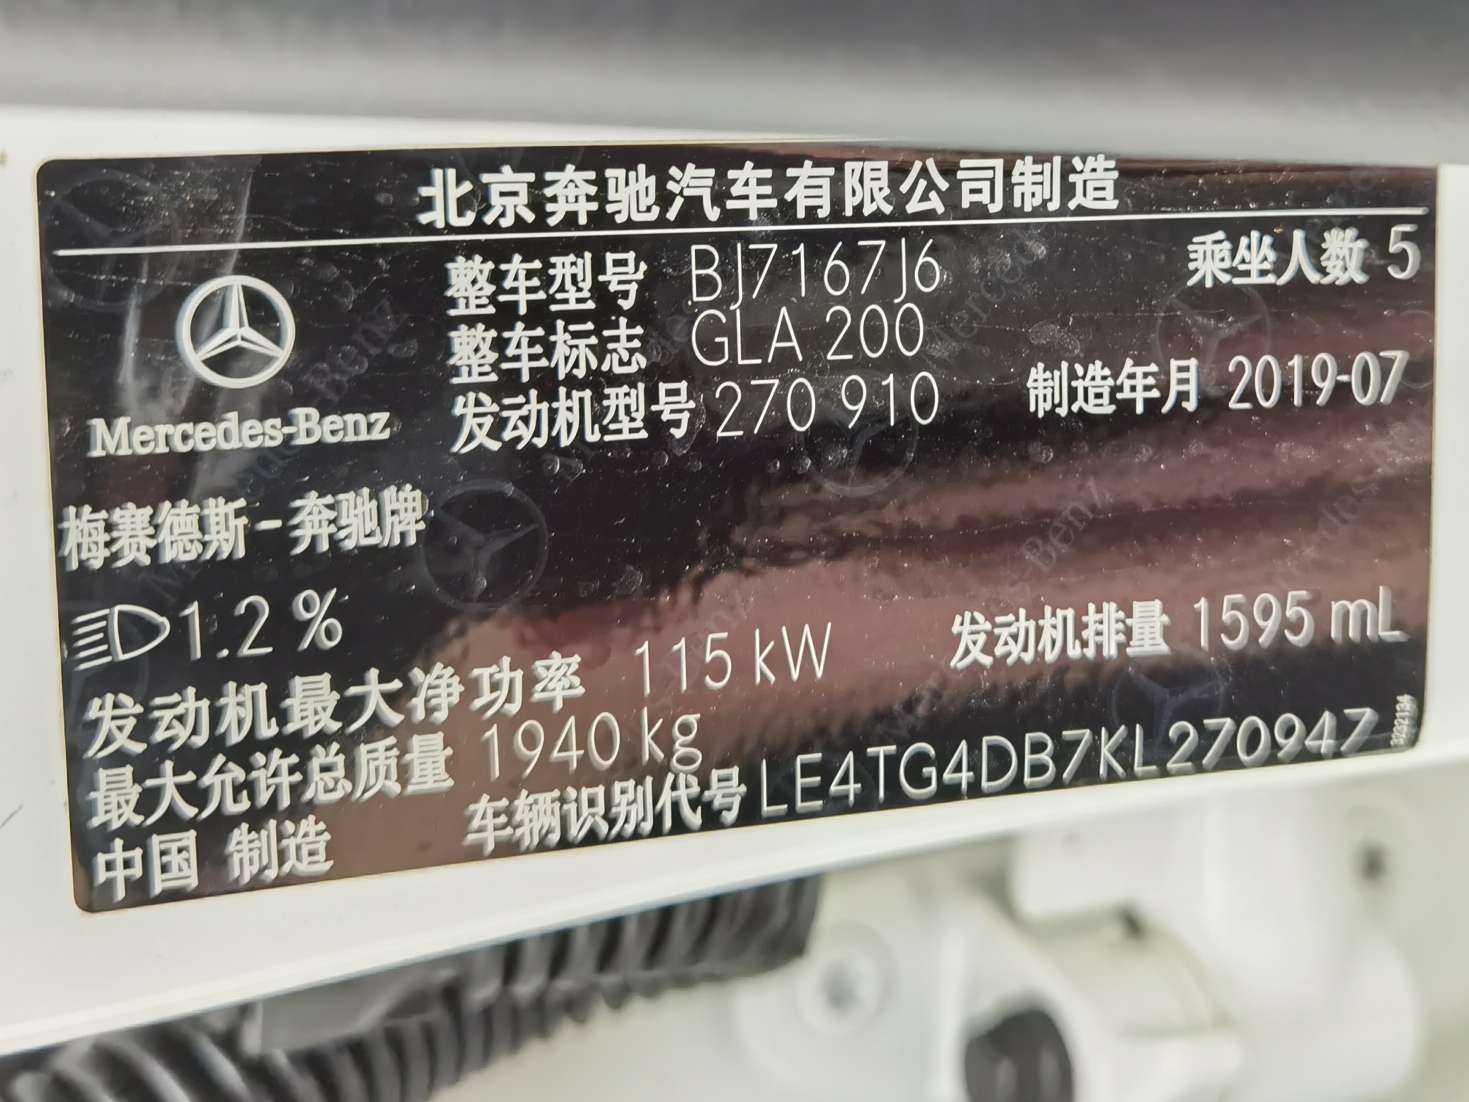 北京奔驰汽车有限公司制造
整车型号 BJ7167J6 乘坐人数 5
整车标志 GLA 200
发动机型号 270 910 制造年月 2019-07
Mercedes-Benz
梅赛德斯-奔驰牌
1.2 %
发动机最大净功率 115 kW 发动机排量 1595 mL
最大允许总质量 1940 kg
中国 制造 车辆识别代号 LE4TG4DB7KL270947